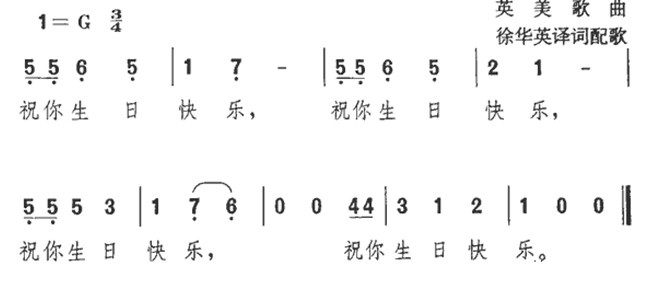 1=G 3/4
英美歌曲
徐华英译词配歌
5 5 6 5 | 1 7 - | 5 5 6 5 | 2 1 - |
祝你生日快乐， 祝你生日快乐，
5 5 5 3 | 1 7 6 | 0 0 44 | 3 1 2 | 1 0 0 ‖
祝你生日快乐， 祝你生日快乐。